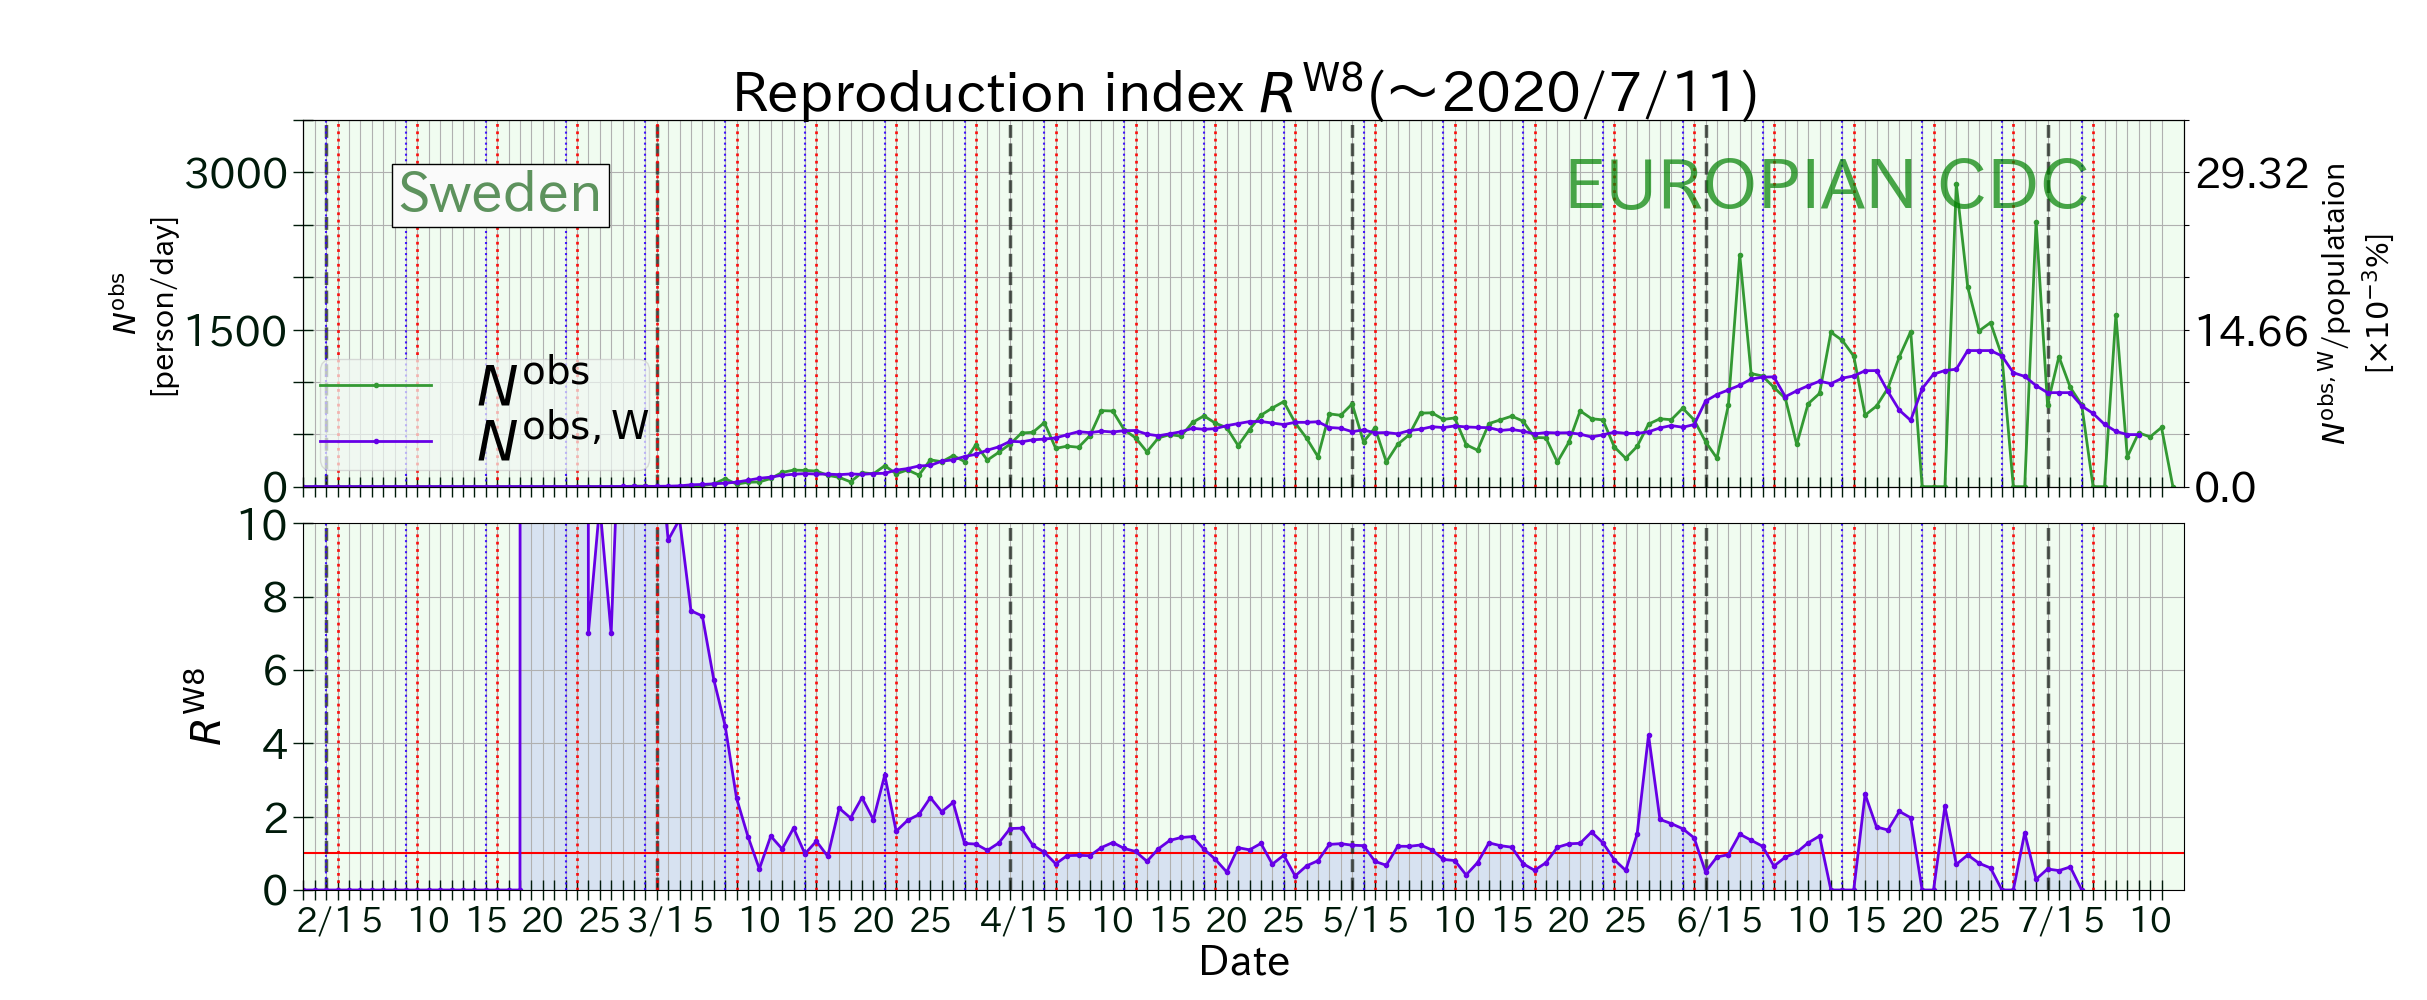 Reproduction index R^W8(～2020/7/11)
Sweden
EUROPIAN CDC
N^obs
[person/day]
3000
1500
0
N^obs
N^obs, W
29.32
14.66
0.0
N^obs, W/populataion
[×10^−3%]
R^W8
10
8
6
4
2
0
2/1 5 10 15 20 25 3/1 5 10 15 20 25 4/1 5 10 15 20 25 5/1 5 10 15 20 25 6/1 5 10 15 20 25 7/1 5 10
Date